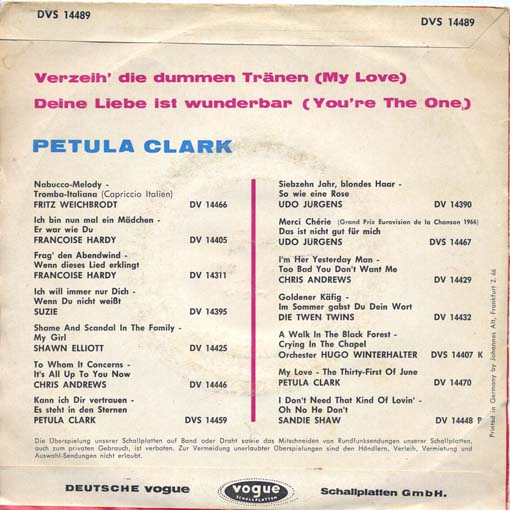 DVS 14489
DVS 14489
Verzeih' die dummen Tränen (My Love)
Deine Liebe ist wunderbar (You're The One)
PETULA CLARK
Nabucco-Melody -
Tromba-Italiana (Capriccio Italien)
FRITZ WEICHBRODT DV 14466
Ich bin nun mal ein Mädchen -
Er war wie Du
FRANCOISE HARDY DV 14405
Frag' den Abendwind -
Wenn dieses Lied erklingt
FRANCOISE HARDY DV 14311
Ich will immer nur Dich -
Wenn Du nicht weißt
SUZIE DV 14395
Shame And Scandal In The Family -
My Girl
SHAWN ELLIOTT DV 14425
To Whom It Concerns -
It's All Up To You Now
CHRIS ANDREWS DV 14446
Kann ich Dir vertrauen -
Es steht in den Sternen
PETULA CLARK DVS 14459
Siebzehn Jahr, blondes Haar -
So wie eine Rose
UDO JURGENS DV 14390
Merci Chérie (Grand Prix Eurovision de la Chanson 1966)
Das ist nicht gut für mich
UDO JURGENS DVS 14467
I'm Her Yesterday Man -
Too Bad You Don't Want Me
CHRIS ANDREWS DV 14429
Goldener Käfig -
Im Sommer gabst Du Dein Wort
DIE TWEN TWINS DV 14432
A Walk In The Black Forest -
Crying In The Chapel
Orchester HUGO WINTERHALTER DVS 14407 K
My Love - The Thirty-First Of June
PETULA CLARK DV 14470
I Don't Need That Kind Of Lovin' -
Oh No He Don't
SANDIE SHAW DV 14448 P
Die Überspielung unserer Schallplatten auf Band oder Draht sowie das Mitschneiden von Rundfunksendungen unserer Schallplatten,
auch zum privaten Gebrauch, ist verboten. Zur Vermeidung unerlaubter Überspielungen sind den Händlern, Verleih, Vermietung und
Auswahl-Sendungen nicht erlaubt.
Printed in Germany by Johannes Alt, Frankfurt 2. 66
DEUTSCHE vogue
vogue
SCHALLPLATTEN
Schallplatten GmbH.